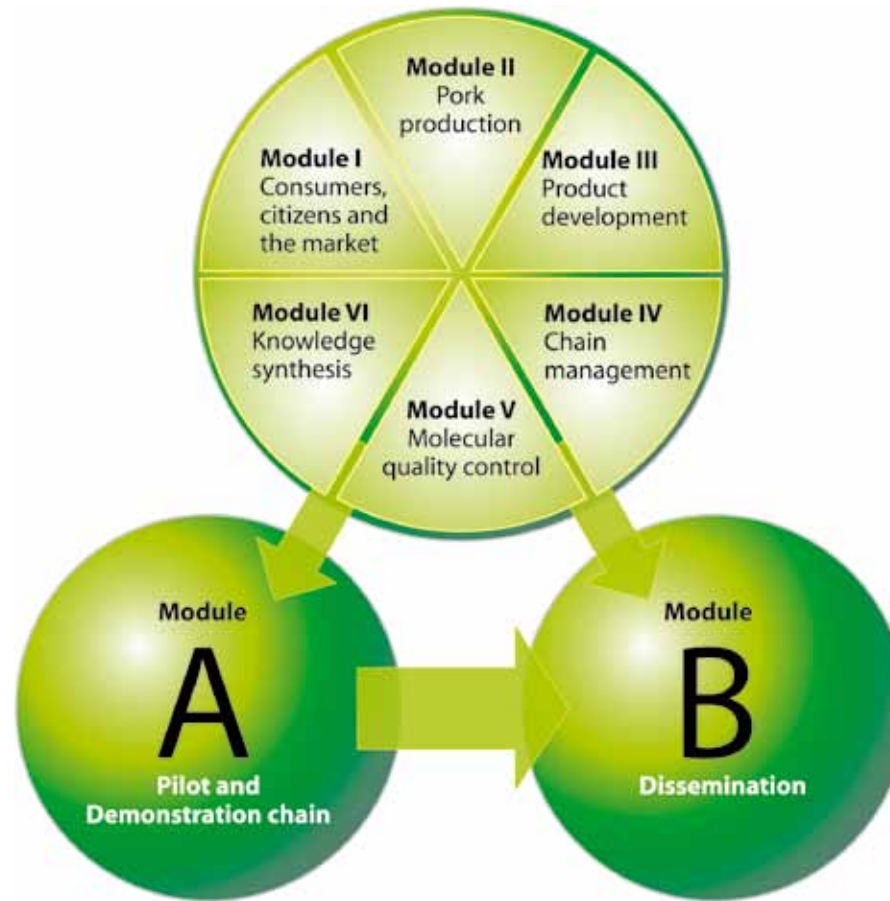 Module II
Pork
production
Module I
Consumers,
citizens and
the market
Module III
Product
development
Module VI
Knowledge
synthesis
Module IV
Chain
management
Module V
Molecular
quality control
Module
A
Pilot and
Demonstration chain
Module
B
Dissemination